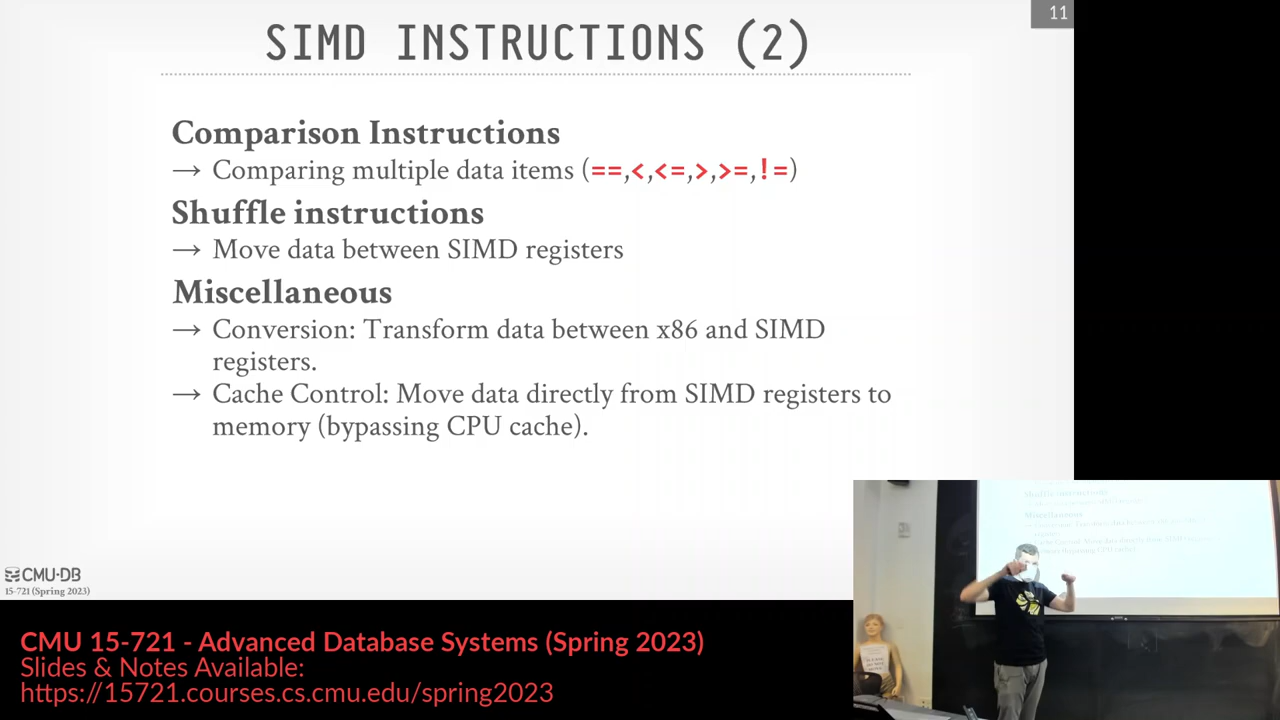 11
SIMD INSTRUCTIONS (2)
Comparison Instructions
→ Comparing multiple data items (==,<,<=,>,>=,!=)
Shuffle instructions
→ Move data between SIMD registers
Miscellaneous
→ Conversion: Transform data between x86 and SIMD
registers.
→ Cache Control: Move data directly from SIMD registers to
memory (bypassing CPU cache).
CMU·DB
15-721 (Spring 2023)
Miscellaneous
CMU 15-721 - Advanced Database Systems (Spring 2023)
Slides & Notes Available:
https://15721.courses.cs.cmu.edu/spring2023